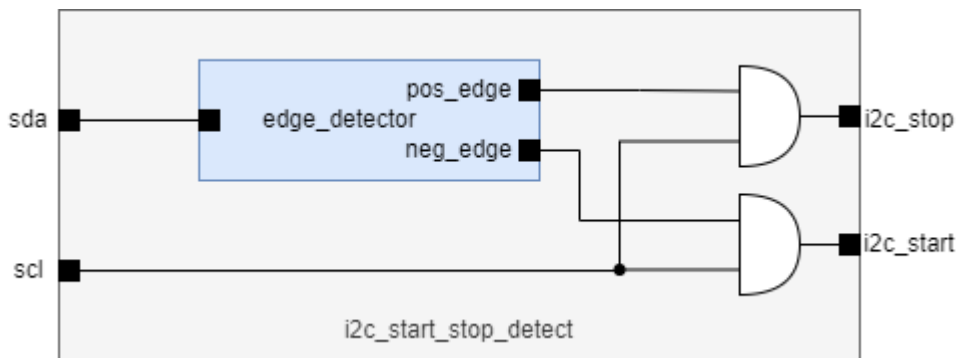 pos_edge
sda
edge_detector
i2c_stop
neg_edge
i2c_start
scl
i2c_start_stop_detect